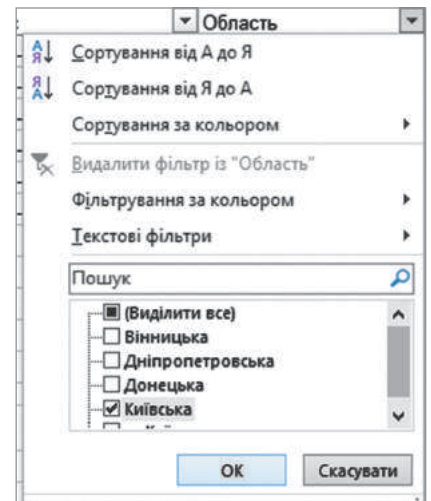 Область
Сортування від А до Я
Сортування від Я до А
Сортування за кольором
Видалити фільтр із "Область"
Фільтрування за кольором
Текстові фільтри
Пошук
(Виділити все)
Вінницька
Дніпропетровська
Донецька
Київська
ОК
Скасувати